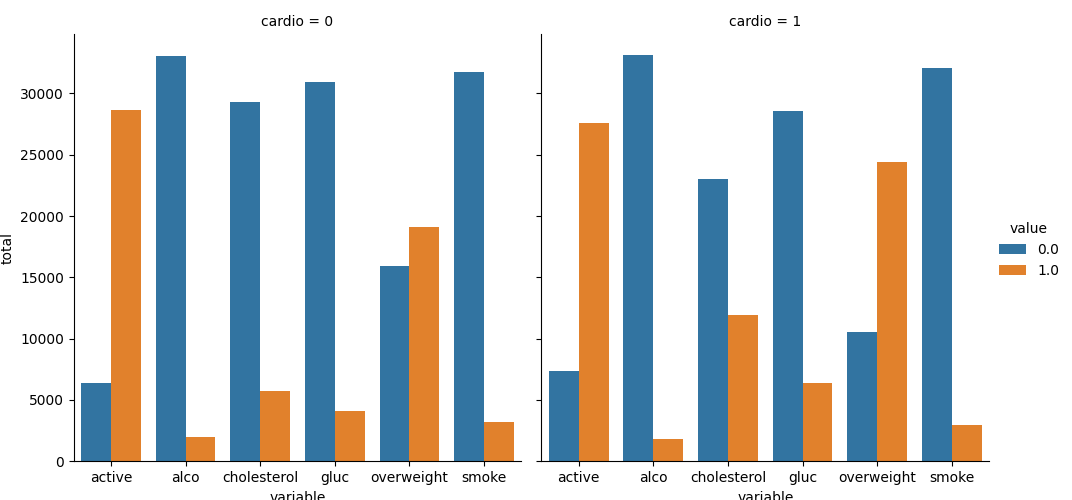 cardio = 0
cardio = 1
30000
25000
20000
15000
10000
5000
0
total
active alco cholesterol gluc overweight smoke
active alco cholesterol gluc overweight smoke
variable
variable
value
0.0
1.0